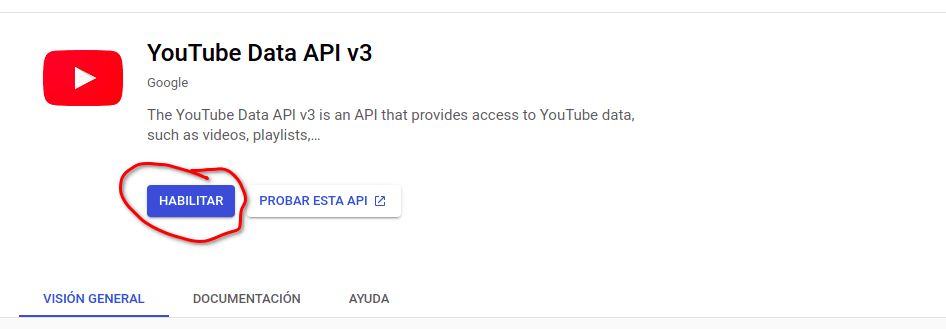 YouTube Data API v3
Google
The YouTube Data API v3 is an API that provides access to YouTube data,
such as videos, playlists,...
HABILITAR
PROBAR ESTA API
VISIÓN GENERAL
DOCUMENTACIÓN
AYUDA